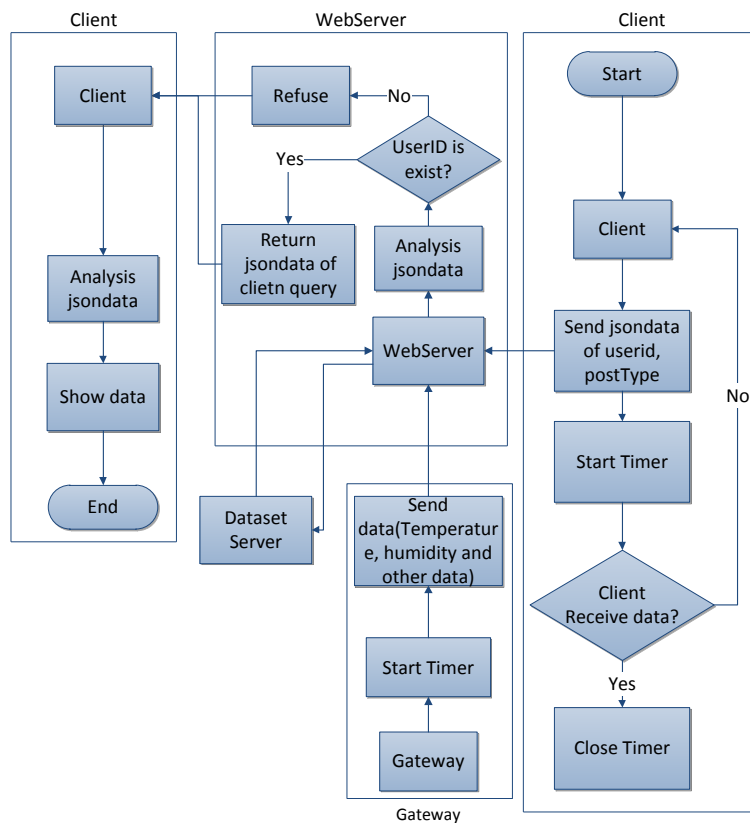 Client
WebServer
Client
Client
Analysis
jsondata
Show data
End
Refuse
No
UserID is
exist?
Yes
Return
jsondata of
clietn query
Analysis
jsondata
WebServer
Dataset
Server
Send
data(Temperatur
e, humidity and
other data)
Start Timer
Gateway
Gateway
Start
Client
Send jsondata
of userid,
postType
No
Start Timer
Client
Receive data?
Yes
Close Timer